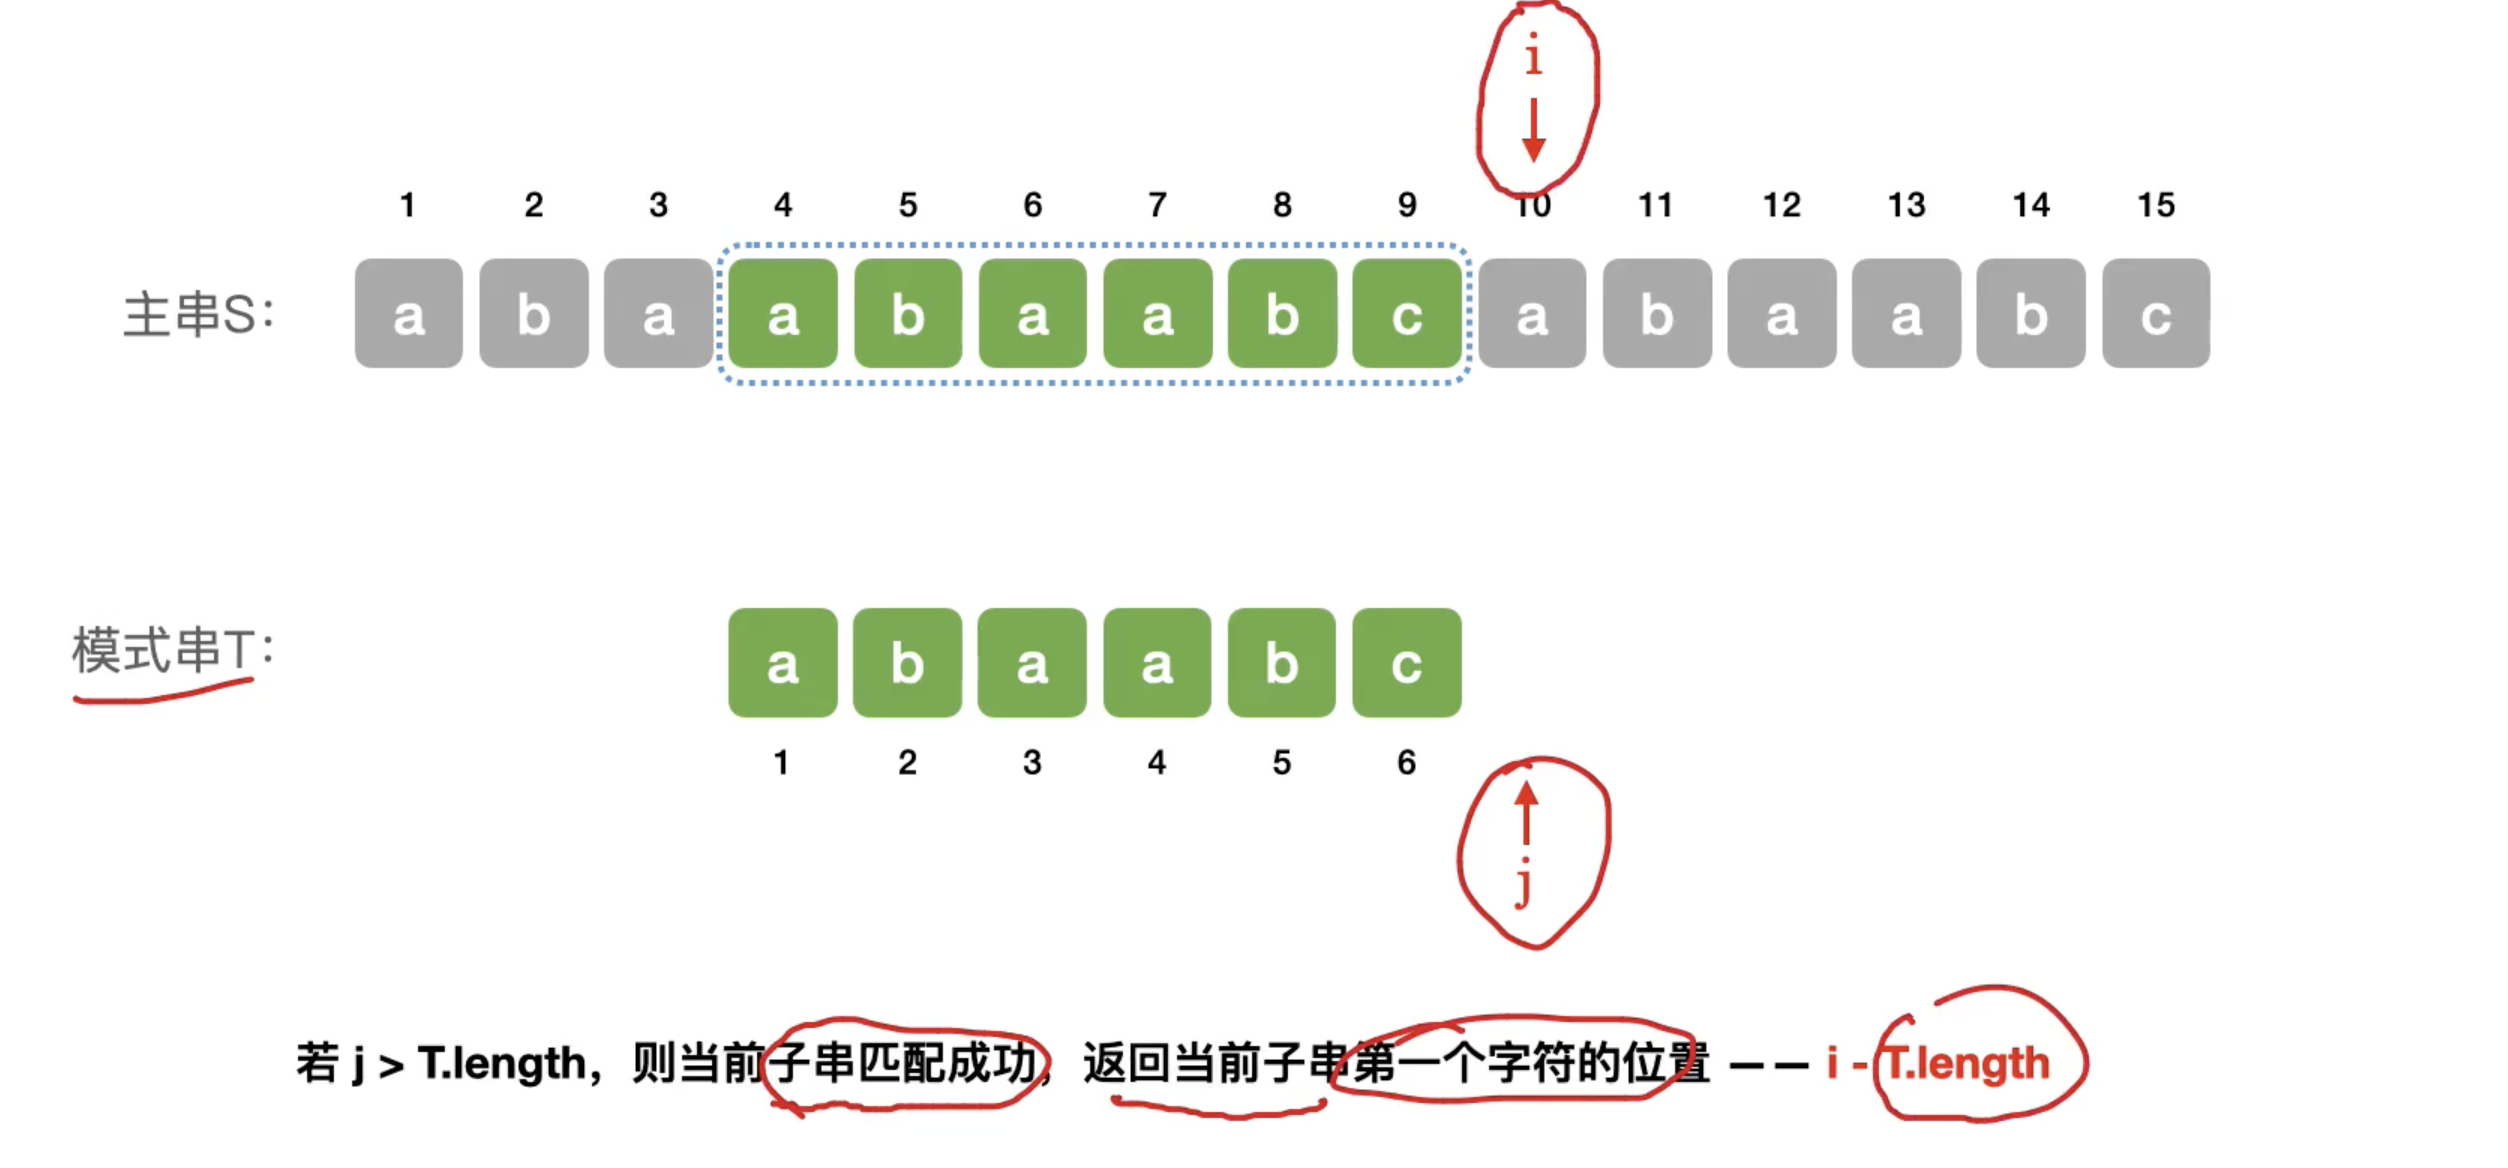 i
1 2 3 4 5 6 7 8 9 10 11 12 13 14 15
主串S： a b a a b a a b c a b a a b c
模式串T： a b a a b c
1 2 3 4 5 6
j
若 j > T.length，则当前子串匹配成功，返回当前子串第一个字符的位置 —— i - T.length